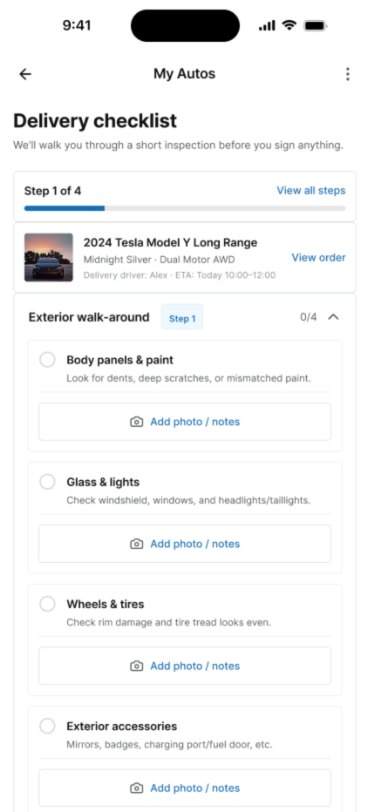 9:41
My Autos
Delivery checklist
We'll walk you through a short inspection before you sign anything.
Step 1 of 4
View all steps
2024 Tesla Model Y Long Range
Midnight Silver · Dual Motor AWD
View order
Delivery driver: Alex · ETA: Today 10:00–12:00
Exterior walk-around
Step 1
0/4
Body panels & paint
Look for dents, deep scratches, or mismatched paint.
Add photo / notes
Glass & lights
Check windshield, windows, and headlights/taillights.
Add photo / notes
Wheels & tires
Check rim damage and tire tread looks even.
Add photo / notes
Exterior accessories
Mirrors, badges, charging port/fuel door, etc.
Add photo / notes